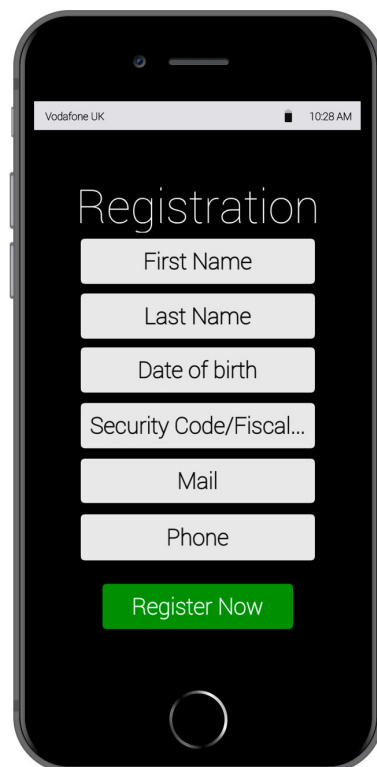 Vodafone UK 10:28 AM
Registration
First Name
Last Name
Date of birth
Security Code/Fiscal...
Mail
Phone
Register Now